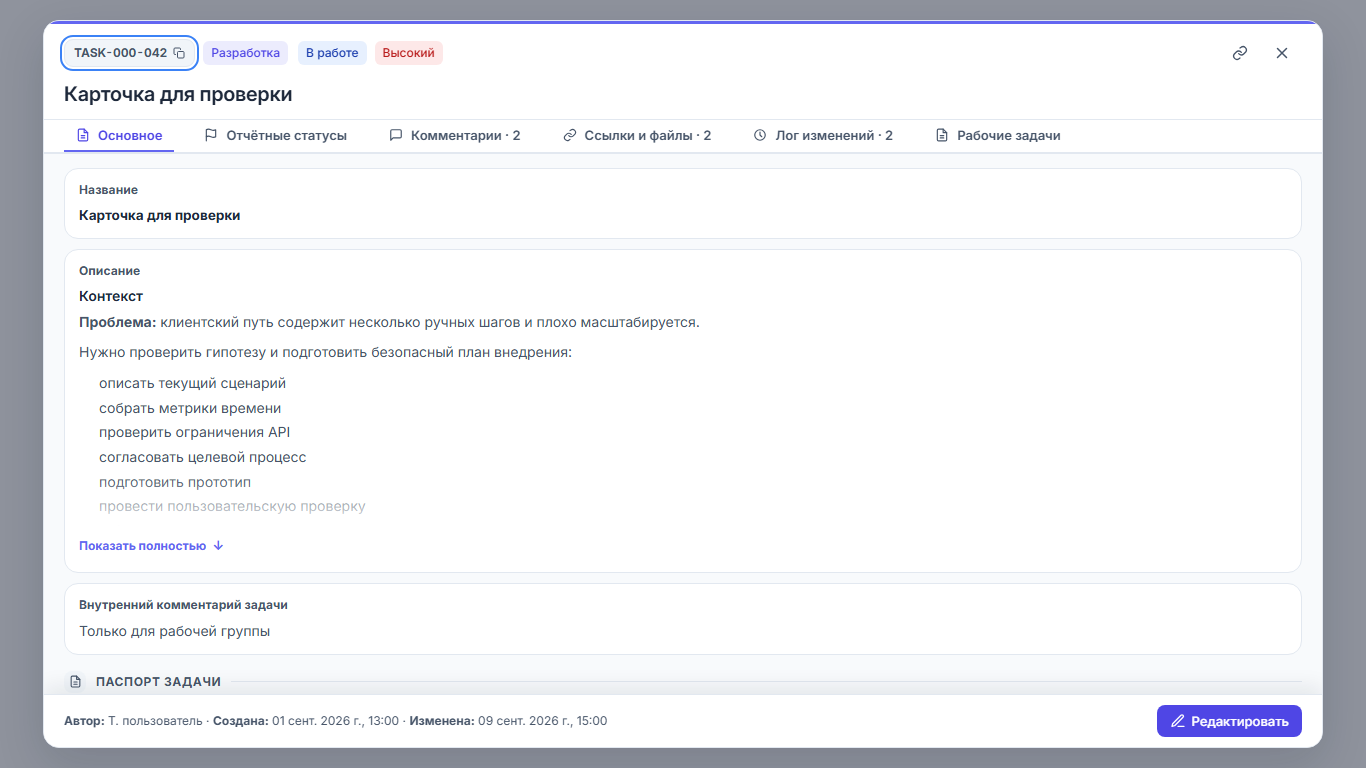 TASK-000-042 Разработка В работе Высокий
Карточка для проверки
Основное Отчётные статусы Комментарии · 2 Ссылки и файлы · 2 Лог изменений · 2 Рабочие задачи
Название
Карточка для проверки
Описание
Контекст
Проблема: клиентский путь содержит несколько ручных шагов и плохо масштабируется.
Нужно проверить гипотезу и подготовить безопасный план внедрения:
описать текущий сценарий
собрать метрики времени
проверить ограничения API
согласовать целевой процесс
подготовить прототип
провести пользовательскую проверку
Показать полностью ↓
Внутренний комментарий задачи
Только для рабочей группы
ПАСПОРТ ЗАДАЧИ
Автор: Т. пользователь · Создана: 01 сент. 2026 г., 13:00 · Изменена: 09 сент. 2026 г., 15:00
Редактировать